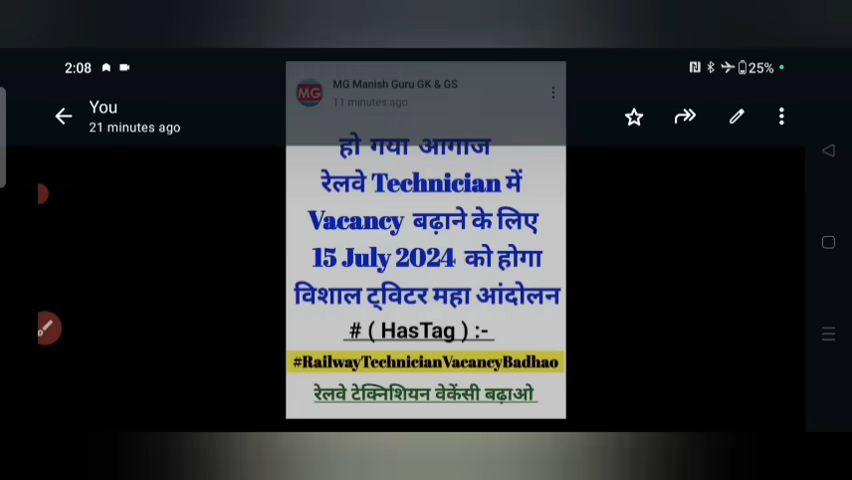 2:08
25%
You
21 minutes ago
MG
MG Manish Guru GK & GS
11 minutes ago
हो गया आगाज
रेलवे Technician में
Vacancy बढ़ाने के लिए
15 July 2024 को होगा
विशाल ट्विटर महा आंदोलन
# ( HasTag ) :-
#RailwayTechnicianVacancyBadhao
रेलवे टेक्निशियन वेकेंसी बढ़ाओ